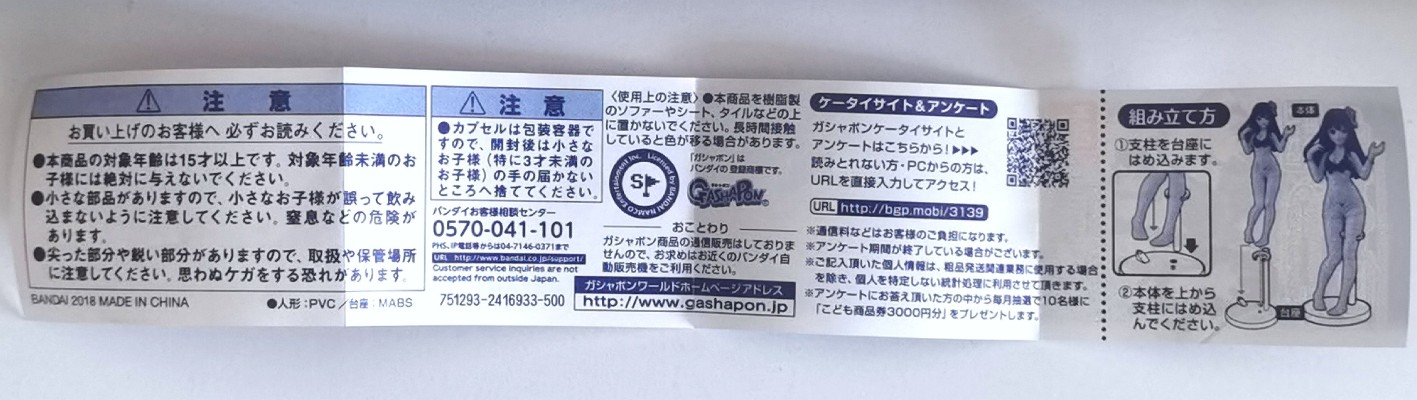 ⚠ 注 意
お買い上げのお客様へ 必ずお読みください。
●本商品の対象年齢は15才以上です。対象年齢未満のお
子様には絶対に与えないでください。
●小さな部品がありますので、小さなお子様が誤って飲み
込まないように注意してください。窒息などの危険が
あります。
●尖った部分や鋭い部分がありますので、取扱や保管場所
に注意してください。思わぬケガをする恐れがあります。
BANDAI 2018 MADE IN CHINA ●人形：PVC／台座：MABS
⚠ 注 意
●カプセルは包装容器で
すので、開封後は小さな
お子様（特に3才未満の
お子様）の手の届かない
ところへ捨ててください。
バンダイお客様相談センター
0570-041-101
PHS、IP電話等からは04-7146-0371まで
URL http://www.bandai.co.jp/support/
Customer service inquiries are not
accepted from outside Japan.
751293-2416933-500
〈使用上の注意〉●本商品を樹脂製
のソファーやシート、タイルなどの上
に置かないでください。長時間接触
していると色が移る場合があります。
Licensed by BANDAI NAMCO Entertainment Inc.
SP
「ガシャポン」は
バンダイの登録商標です。
GASHAPON®
おことわり
ガシャポン商品の通信販売はしておりま
せんので、お求めはお近くのバンダイ自
動販売機をご利用ください。
ガシャポンワールドホームページアドレス
http://www.gashapon.jp
ケータイサイト&アンケート
ガシャポンケータイサイトと
アンケートはこちらから！▶▶▶
読みとれない方・PCからの方は、
URLを直接入力してアクセス！
URL http://bgp.mobi/3139
※通信料などはお客様のご負担になります。
※アンケート期間が終了している場合がございます。
※ご記入頂いた個人情報は、粗品発送関連業務に使用する場合
を除き、個人を特定しない統計処理に利用させて頂きます。
※アンケートにお答え頂いた方の中から毎月抽選で10名様に
「こども商品券3000円分」をプレゼントします。
組み立て方
①支柱を台座に
はめ込みます。
②本体を上から
支柱にはめ込
んでください。
本体
台座